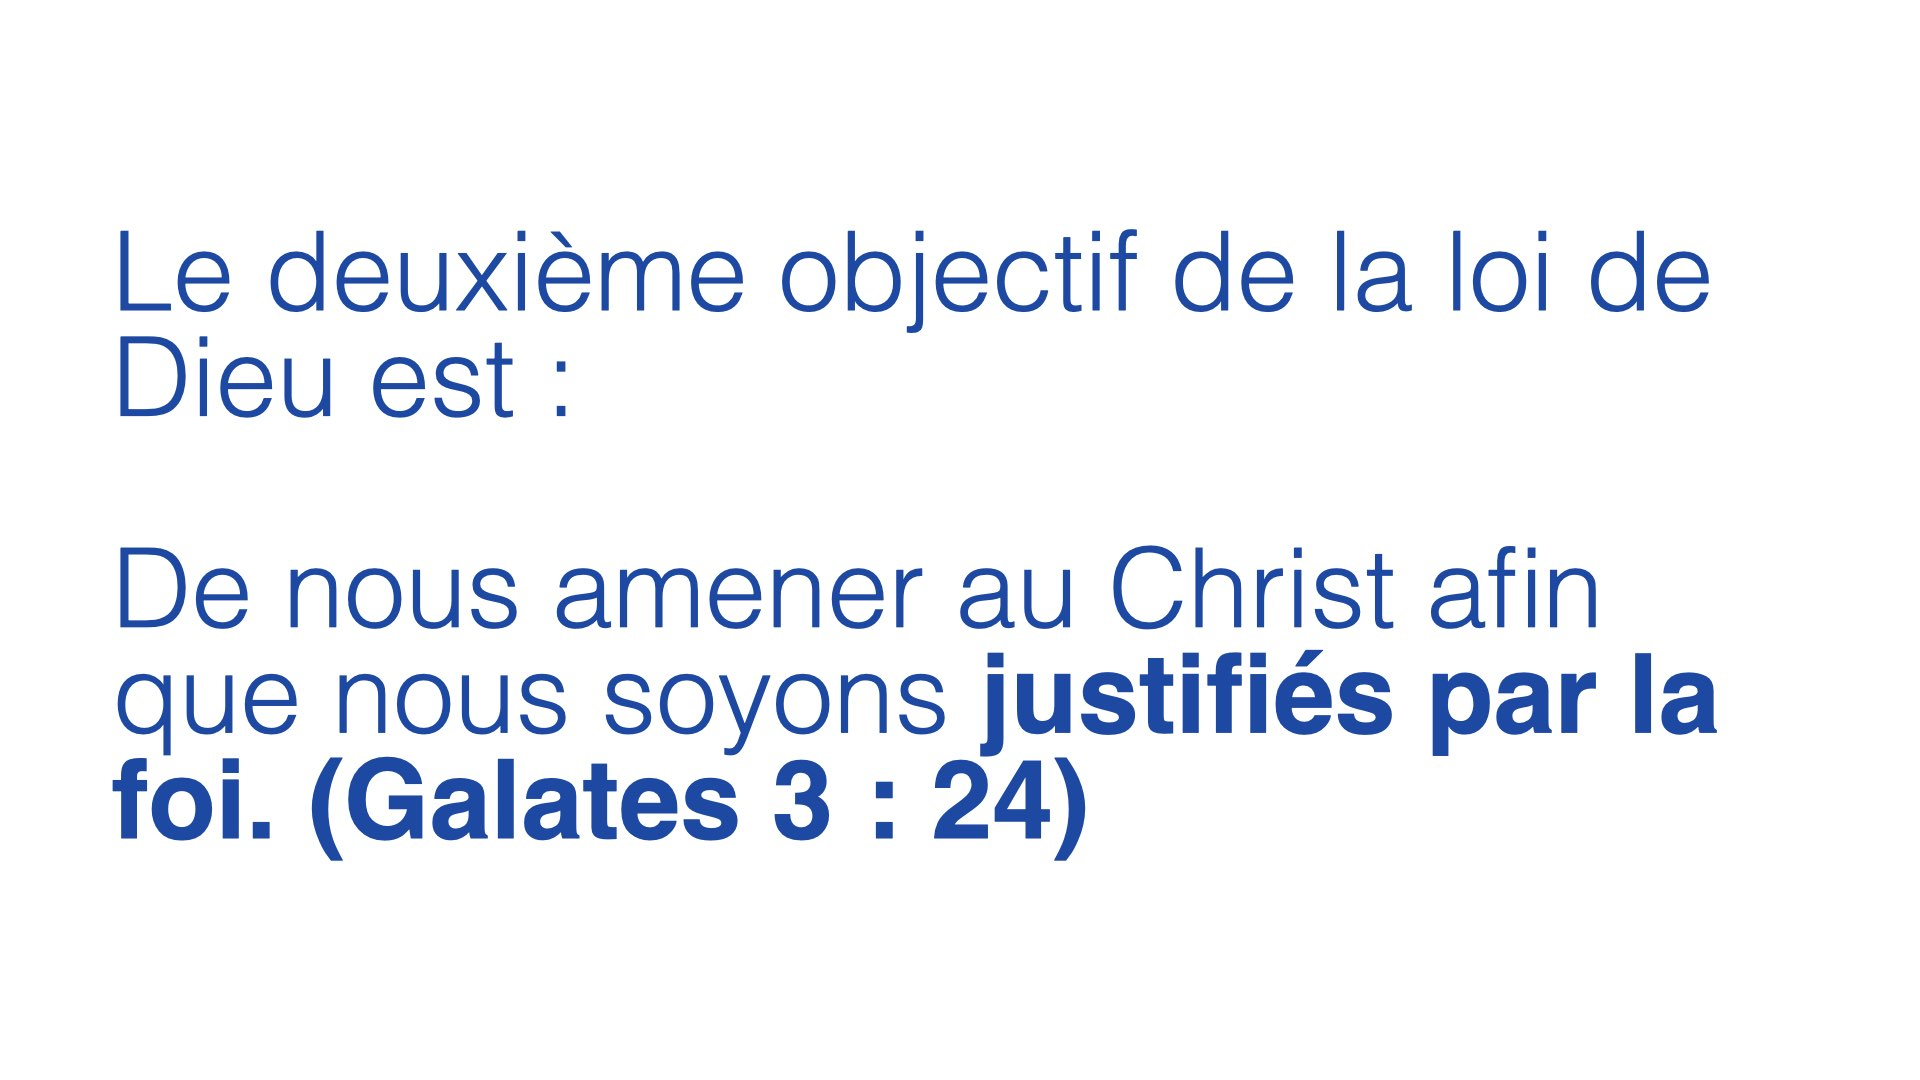 Le deuxième objectif de la loi de
Dieu est :
De nous amener au Christ afin
que nous soyons justifiés par la
foi. (Galates 3 : 24)